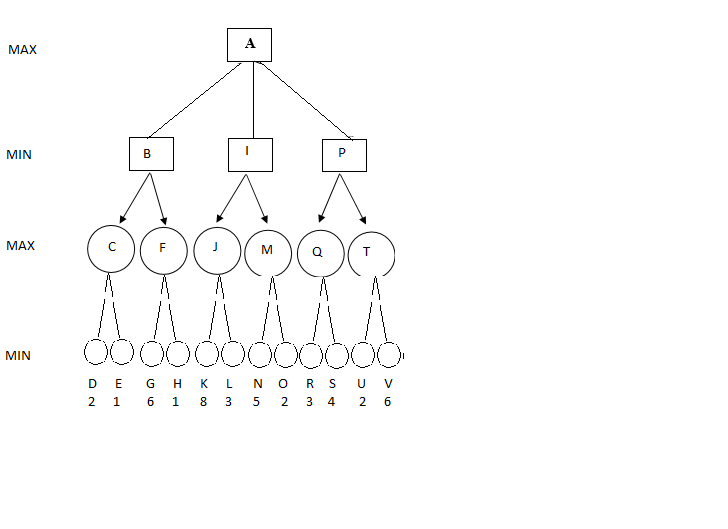 MAX A
MIN B I P
MAX C F J M Q T
MIN
D E G H K L N O R S U V
2 1 6 1 8 3 5 2 3 4 2 6